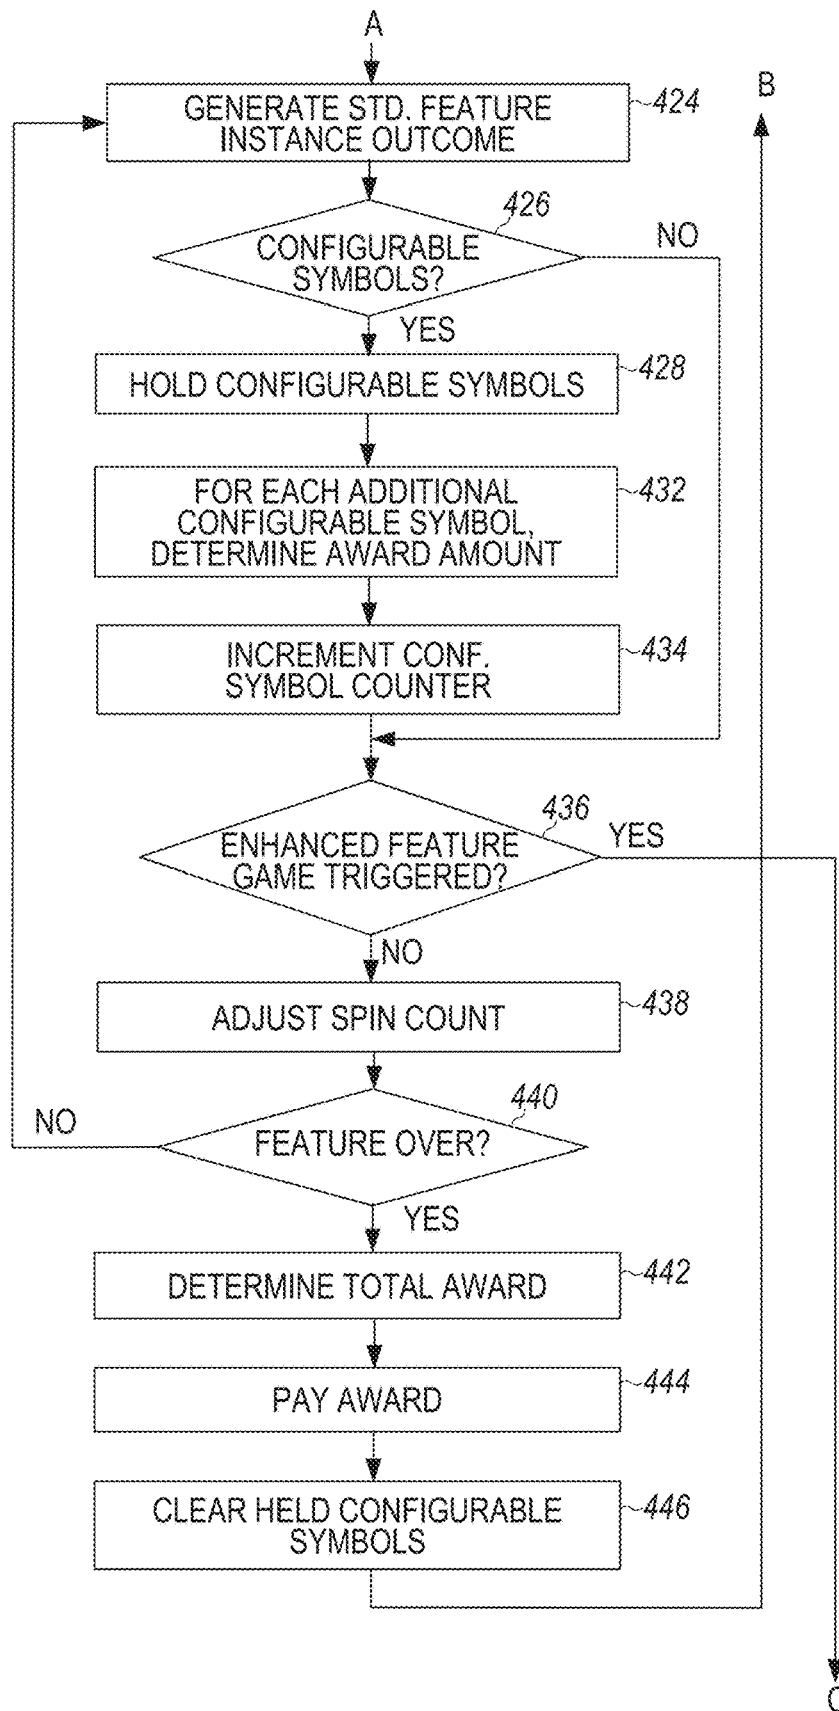 A
GENERATE STD. FEATURE
INSTANCE OUTCOME
424
B
426
CONFIGURABLE
SYMBOLS?
NO
YES
HOLD CONFIGURABLE SYMBOLS
428
FOR EACH ADDITIONAL
CONFIGURABLE SYMBOL,
DETERMINE AWARD AMOUNT
432
INCREMENT CONF.
SYMBOL COUNTER
434
436
ENHANCED FEATURE
GAME TRIGGERED?
YES
NO
ADJUST SPIN COUNT
438
440
FEATURE OVER?
NO
YES
DETERMINE TOTAL AWARD
442
PAY AWARD
444
CLEAR HELD CONFIGURABLE
SYMBOLS
446
C